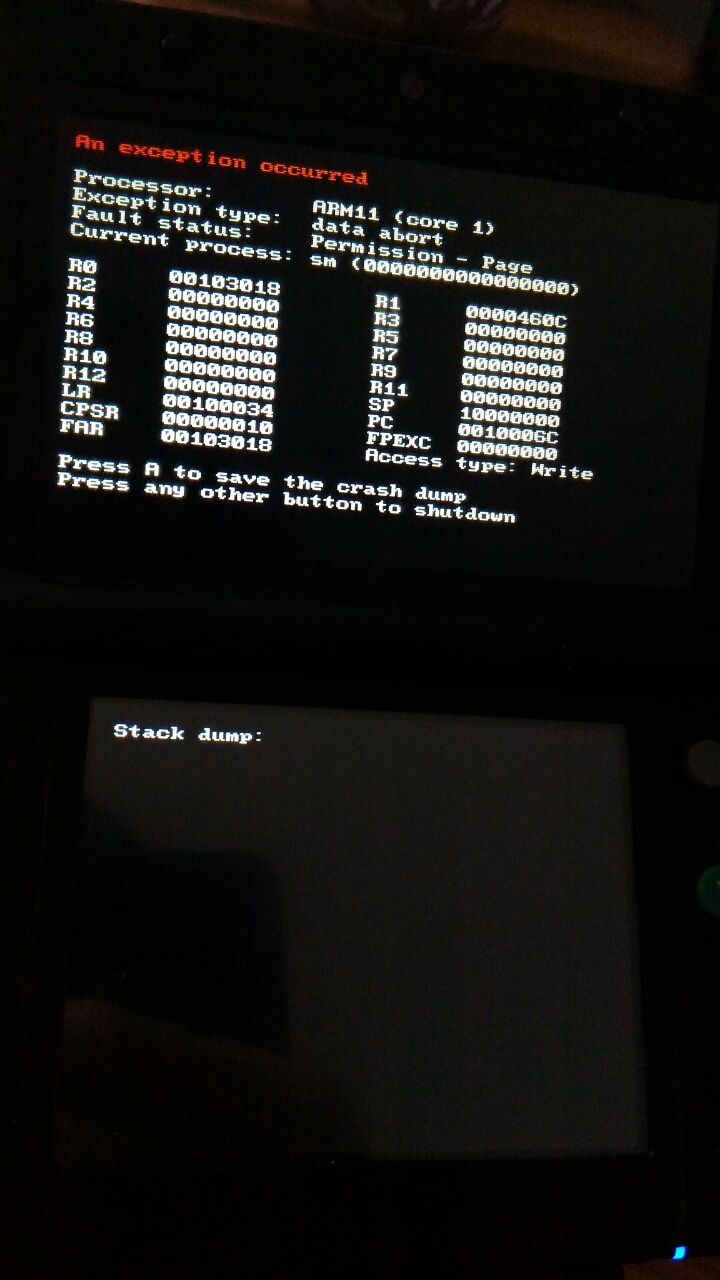 An exception occurred
Processor: ARM11 (core 1)
Exception type: data abort
Fault status: Permission - Page
Current process: sm (0000000000000000)
R0 00103018 R1 0000460C
R2 00000000 R3 00000000
R4 00000000 R5 00000000
R6 00000000 R7 00000000
R8 00000000 R9 00000000
R10 00000000 R11 00000000
R12 00000000 SP 10000000
LR 00100034 PC 0010006C
CPSR 00000010 FPEXC 00000000
FAR 00103018 Access type: Write
Press A to save the crash dump
Press any other button to shutdown
Stack dump: